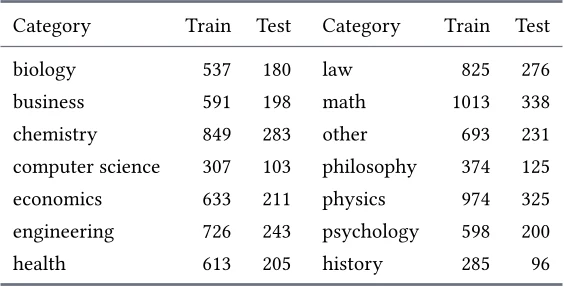 Category Train Test Category Train Test
biology 537 180 law 825 276
business 591 198 math 1013 338
chemistry 849 283 other 693 231
computer science 307 103 philosophy 374 125
economics 633 211 physics 974 325
engineering 726 243 psychology 598 200
health 613 205 history 285 96